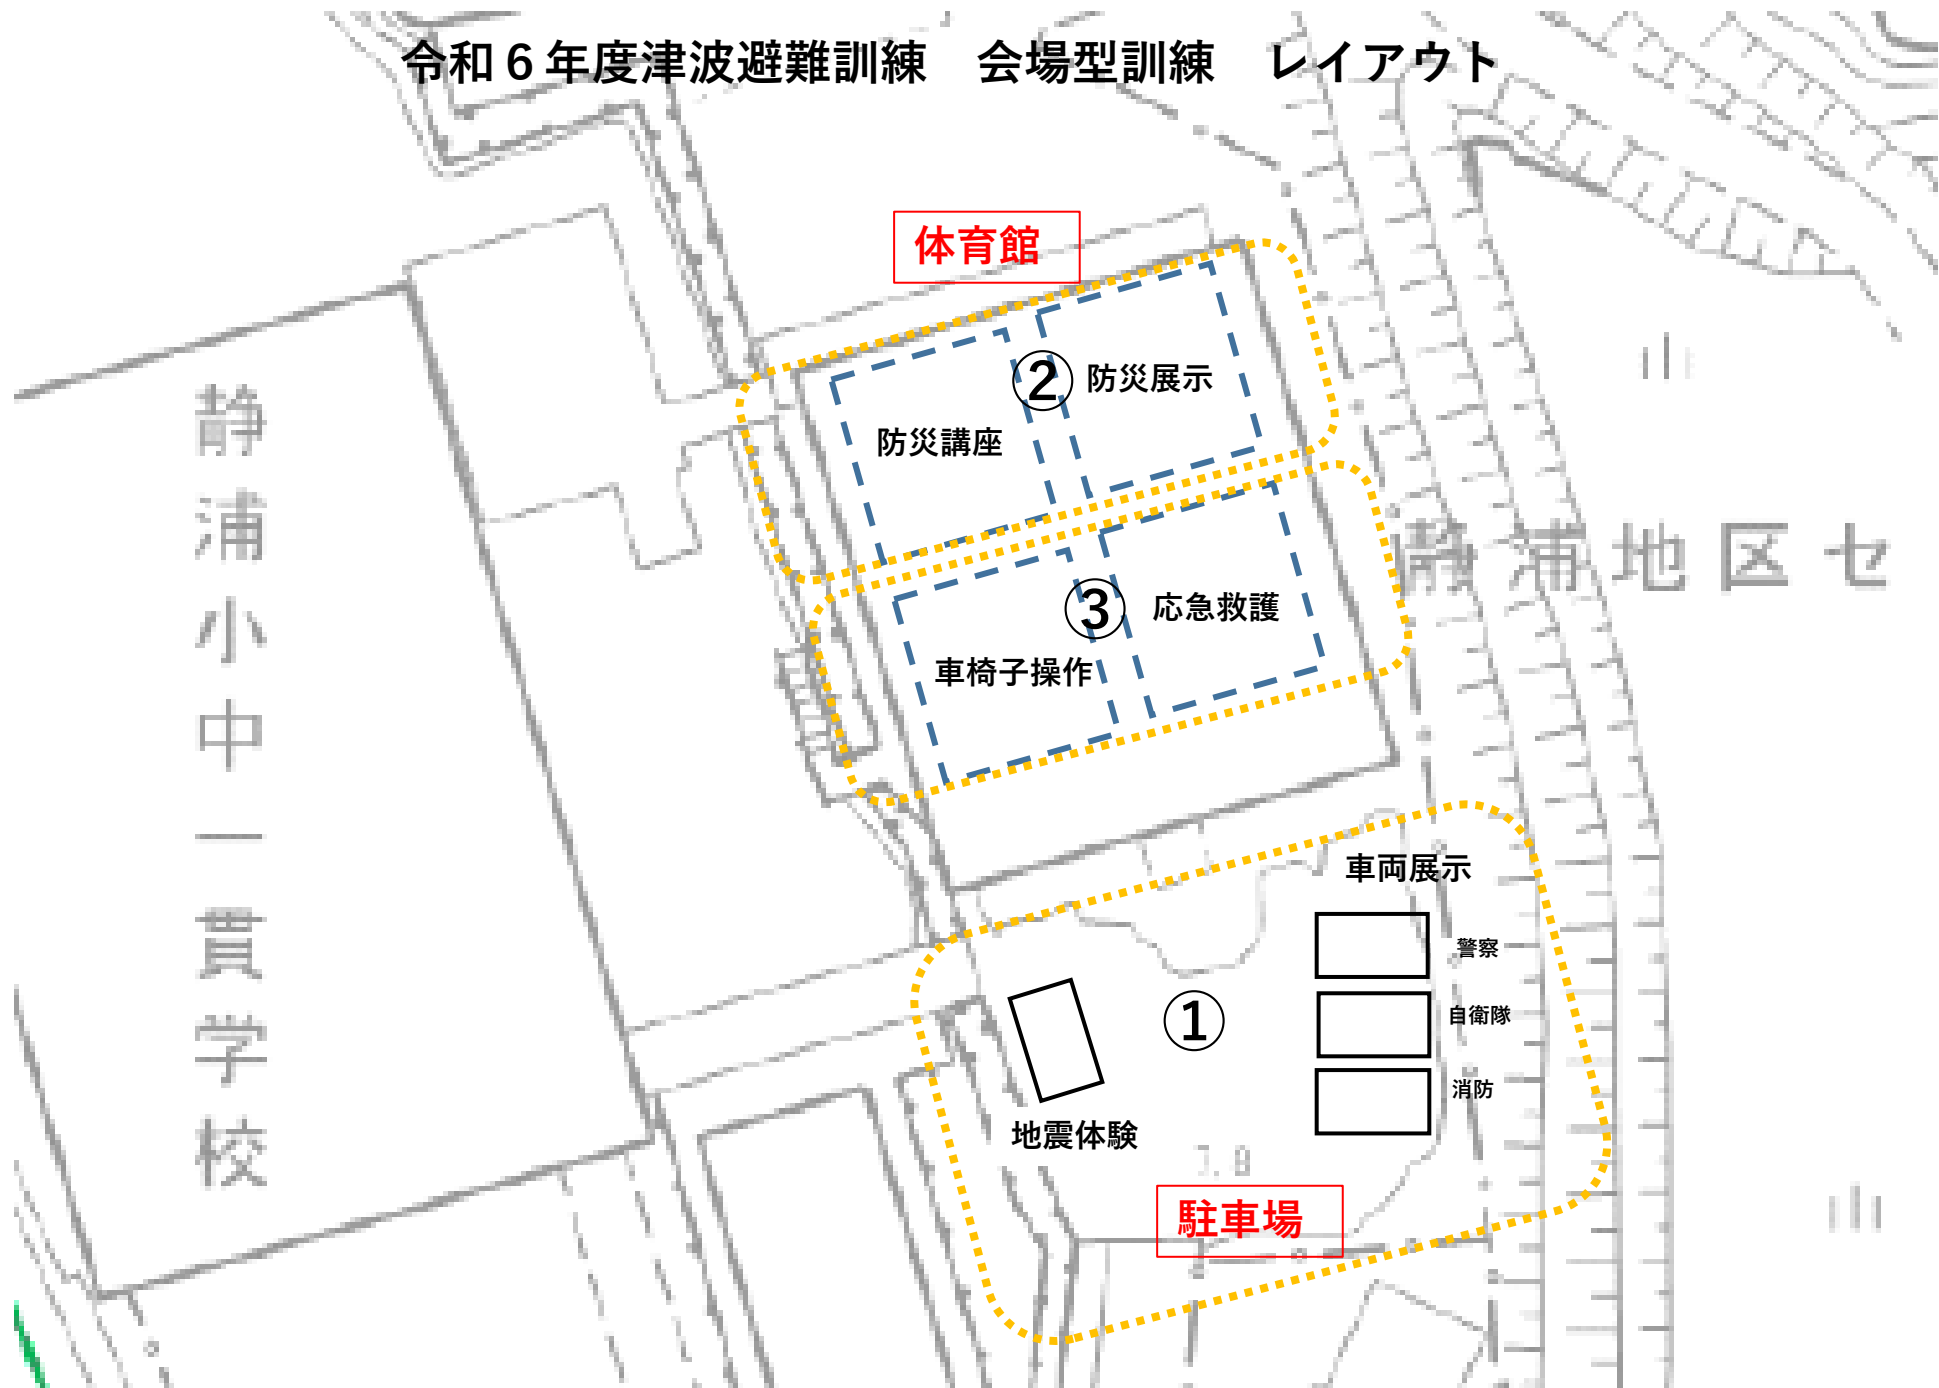 令和６年度津波避難訓練　会場型訓練　レイアウト
体育館
② 防災展示
防災講座
③ 応急救護
車椅子操作
静浦小中一貫学校
静浦地区セ
車両展示
警察
①
自衛隊
消防
地震体験
7.8
駐車場